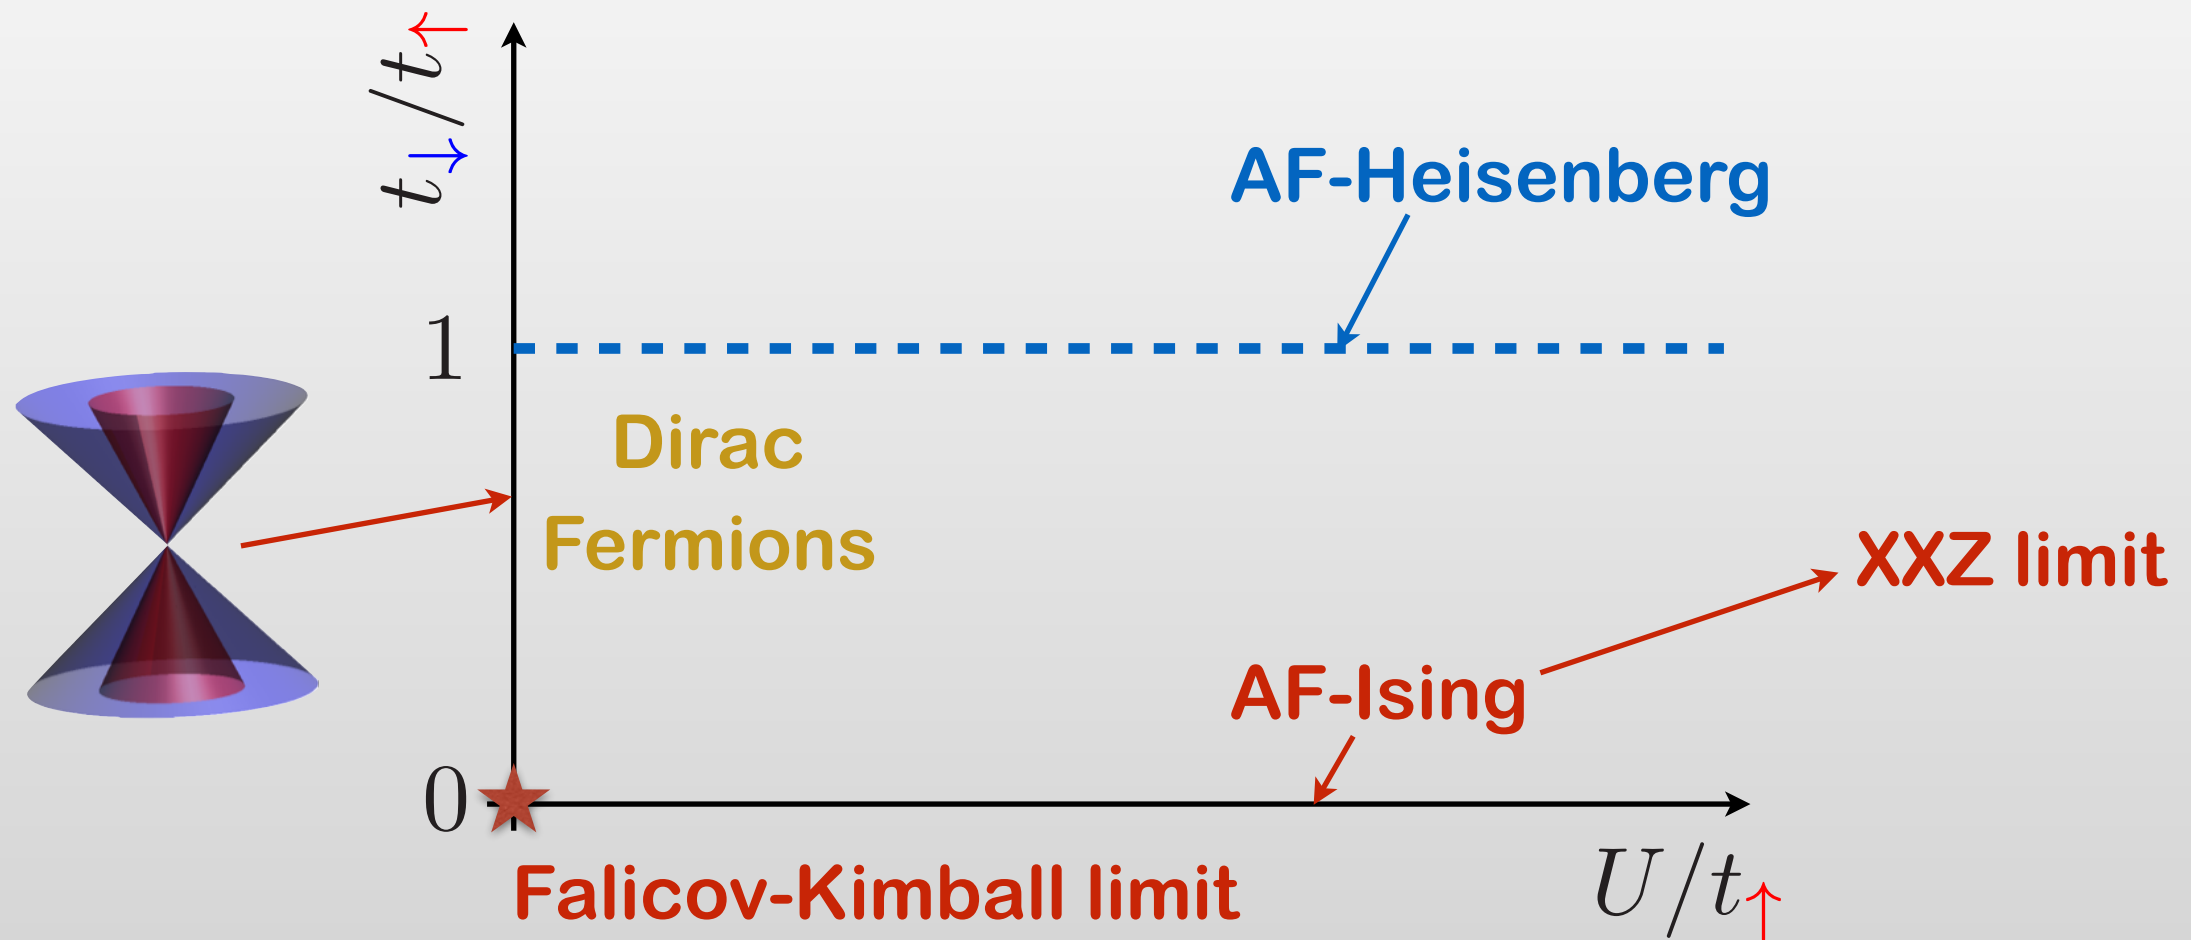 t↓/t↑
AF-Heisenberg
1
Dirac
Fermions
XXZ limit
AF-Ising
0
Falicov-Kimball limit
U/t↑